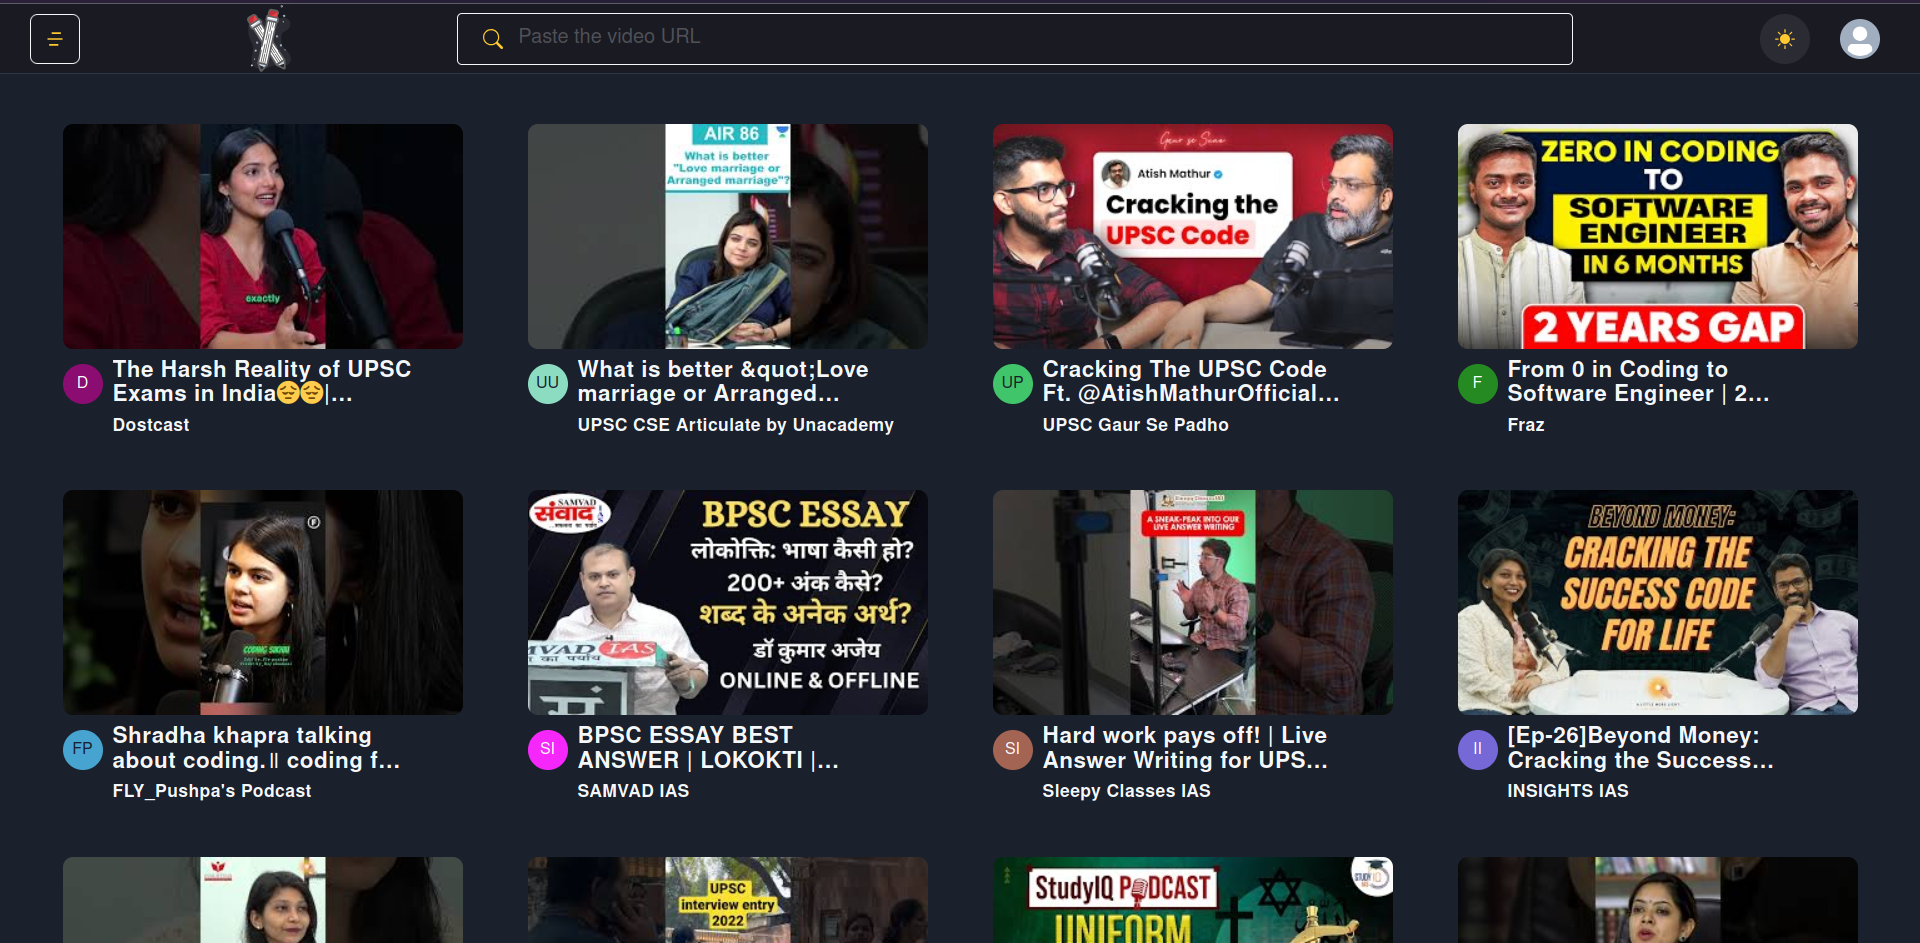 Paste the video URL
exactly
AIR 86
What is better
"Love marriage or
Arranged marriage"?
Gaur se Suno
Atish Mathur
Cracking the
UPSC Code
ZERO IN CODING
TO
SOFTWARE
ENGINEER
IN 6 MONTHS
2 YEARS GAP
D
The Harsh Reality of UPSC
Exams in India😔😔|...
Dostcast
UU
What is better &quot;Love
marriage or Arranged...
UPSC CSE Articulate by Unacademy
UP
Cracking The UPSC Code
Ft. @AtishMathurOfficial...
UPSC Gaur Se Padho
F
From 0 in Coding to
Software Engineer | 2...
Fraz
CODING SIKHNI
SAMVAD
संवाद IAS
BPSC ESSAY
लोकोक्ति: भाषा कैसी हो?
200+ अंक कैसे?
शब्द के अनेक अर्थ?
डॉ कुमार अजेय
ONLINE & OFFLINE
VAD IAS
का पर्याय
सं
A SNEAK-PEAK INTO OUR
LIVE ANSWER WRITING
BEYOND MONEY:
CRACKING THE
SUCCESS CODE
FOR LIFE
FP
Shradha khapra talking
about coding. || coding f...
FLY_Pushpa's Podcast
SI
BPSC ESSAY BEST
ANSWER | LOKOKTI |...
SAMVAD IAS
SI
Hard work pays off! | Live
Answer Writing for UPS...
Sleepy Classes IAS
II
[Ep-26]Beyond Money:
Cracking the Success...
INSIGHTS IAS
UPSC
interview entry
2022
StudyIQ PODCAST
UNIFORM
STUDY IQ